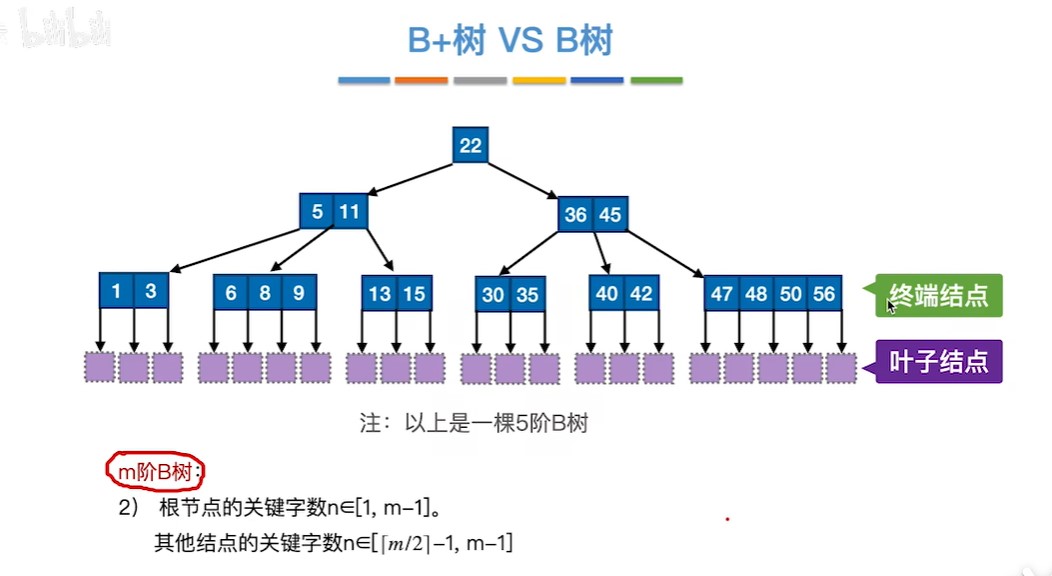 bilibili
B+树 VS B树
22
5 11
36 45
1 3
6 8 9
13 15
30 35
40 42
47 48 50 56
终端结点
叶子结点
注：以上是一棵5阶B树
m阶B树：
2） 根节点的关键字数n∈[1, m–1]。
其他结点的关键字数n∈[⌈m/2⌉–1, m–1]